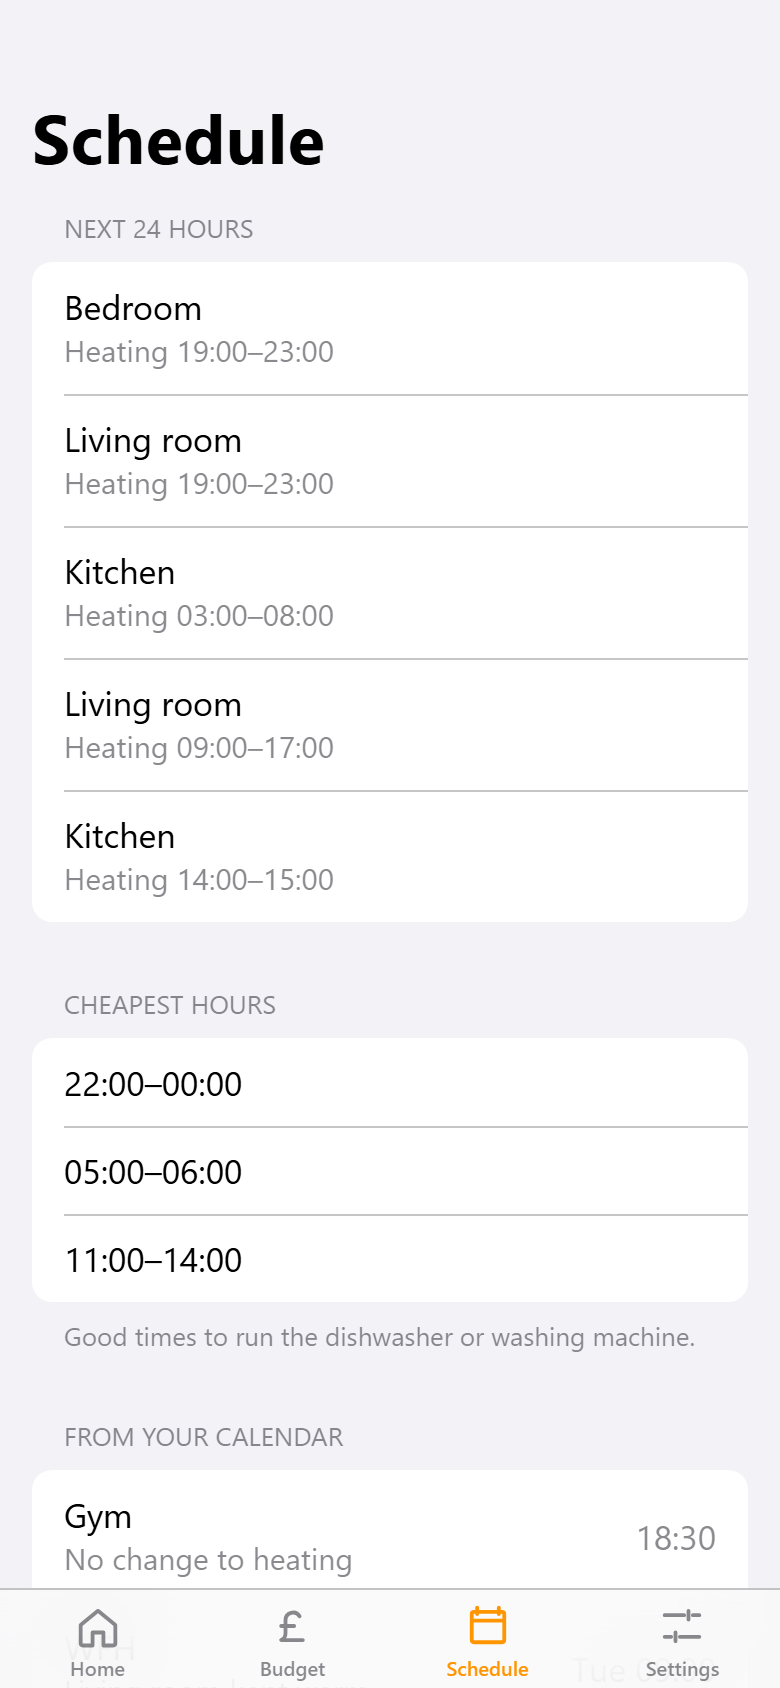 Schedule
NEXT 24 HOURS
Bedroom
Heating 19:00–23:00
Living room
Heating 19:00–23:00
Kitchen
Heating 03:00–08:00
Living room
Heating 09:00–17:00
Kitchen
Heating 14:00–15:00
CHEAPEST HOURS
22:00–00:00
05:00–06:00
11:00–14:00
Good times to run the dishwasher or washing machine.
FROM YOUR CALENDAR
Gym
18:30
No change to heating
WFH
Tue
Home
Budget
Schedule
Settings